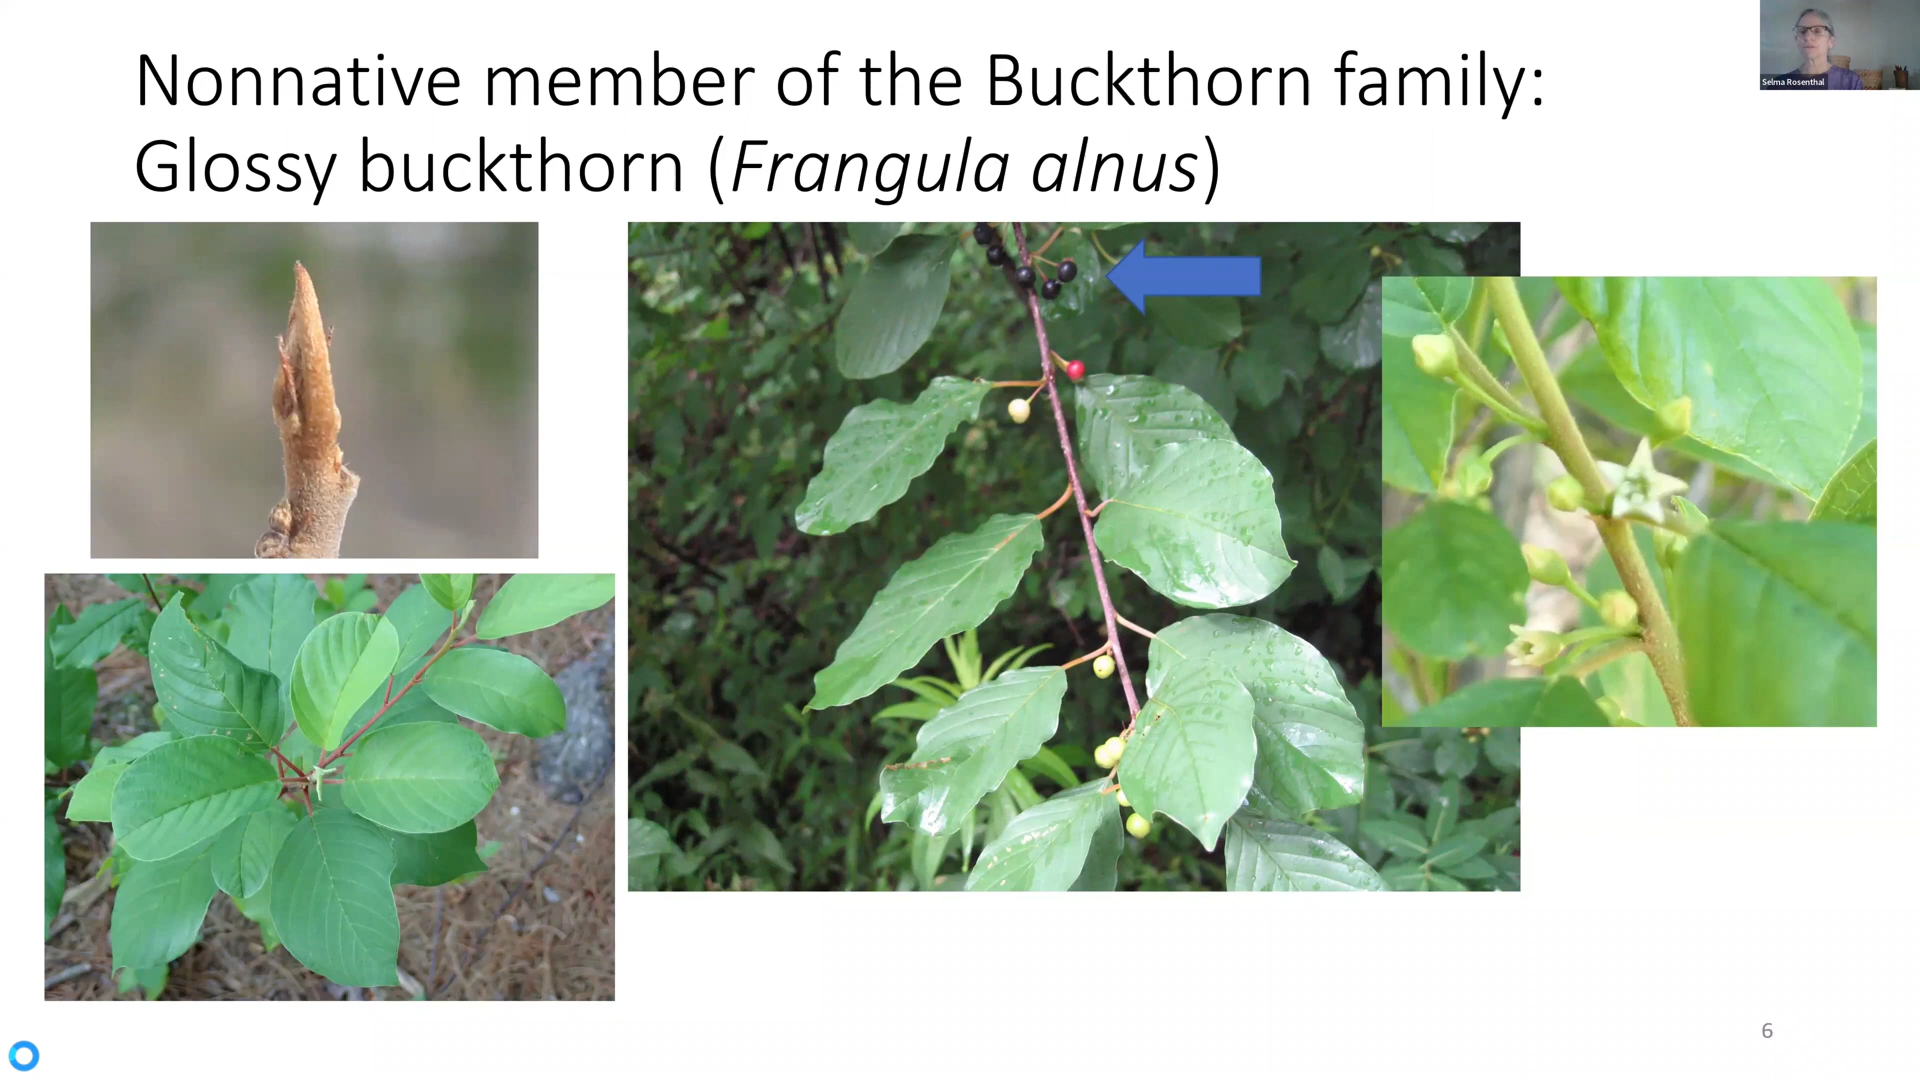 Nonnative member of the Buckthorn family:
Glossy buckthorn (Frangula alnus)
Selma Rosenthal
6